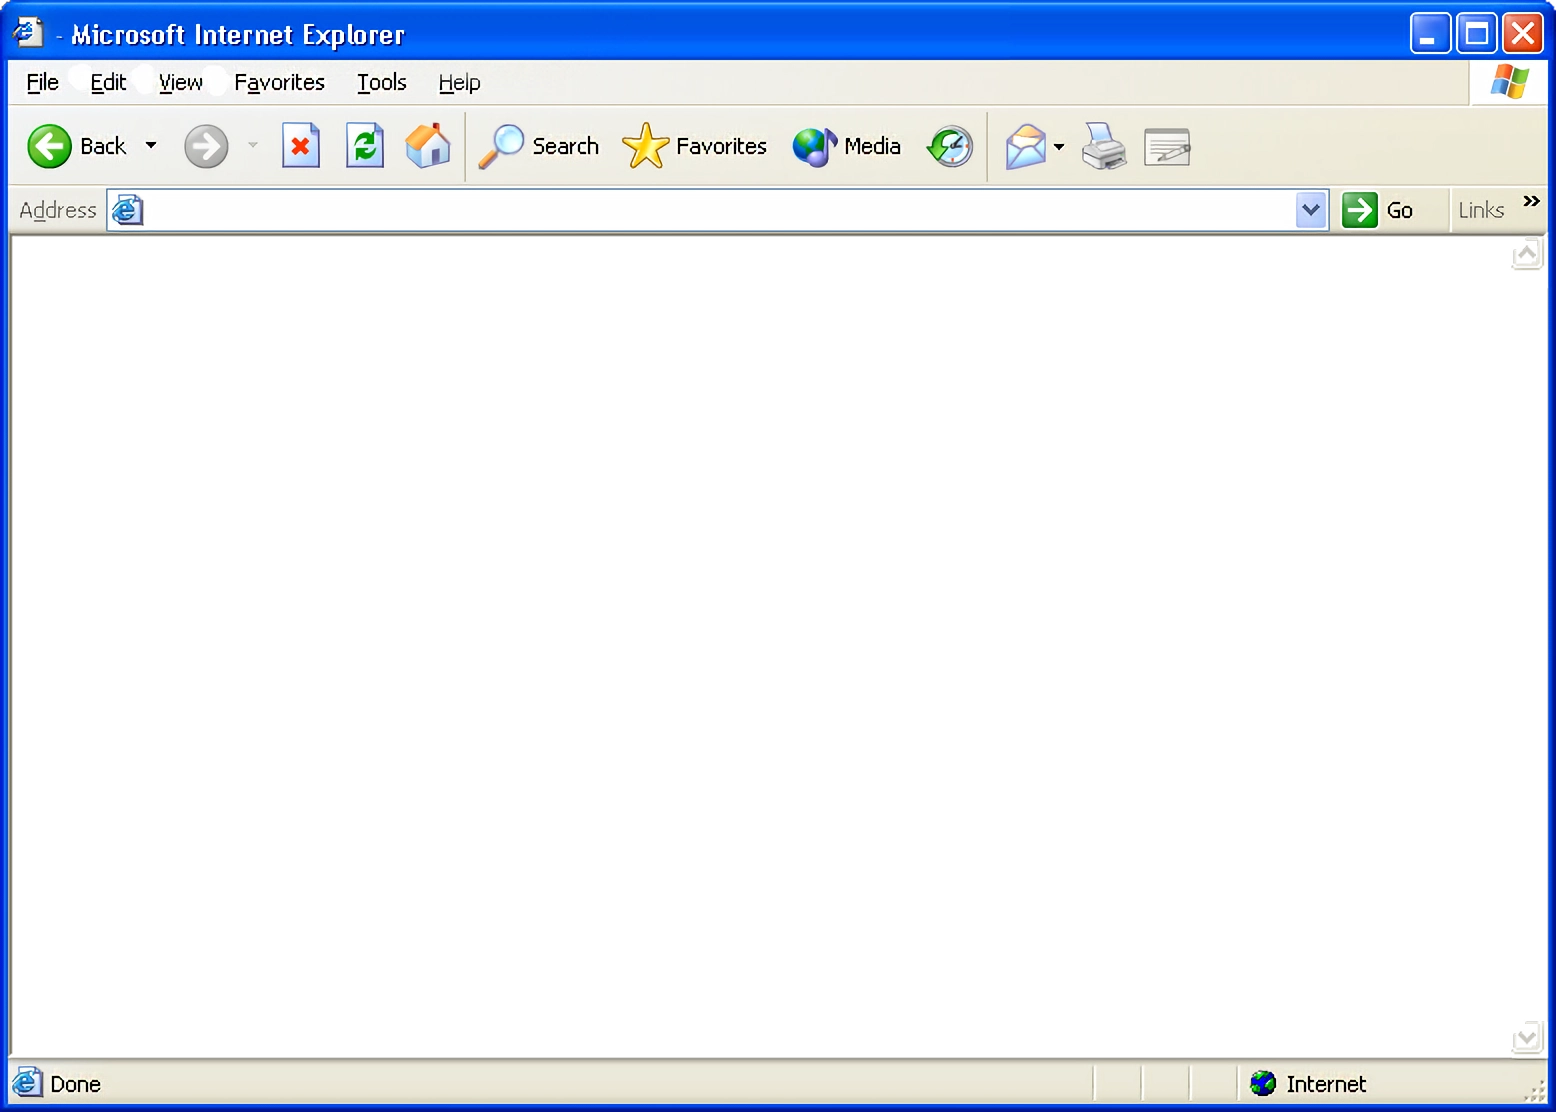 - Microsoft Internet Explorer
File Edit View Favorites Tools Help
Back Search Favorites Media
Address Go Links »
Done Internet